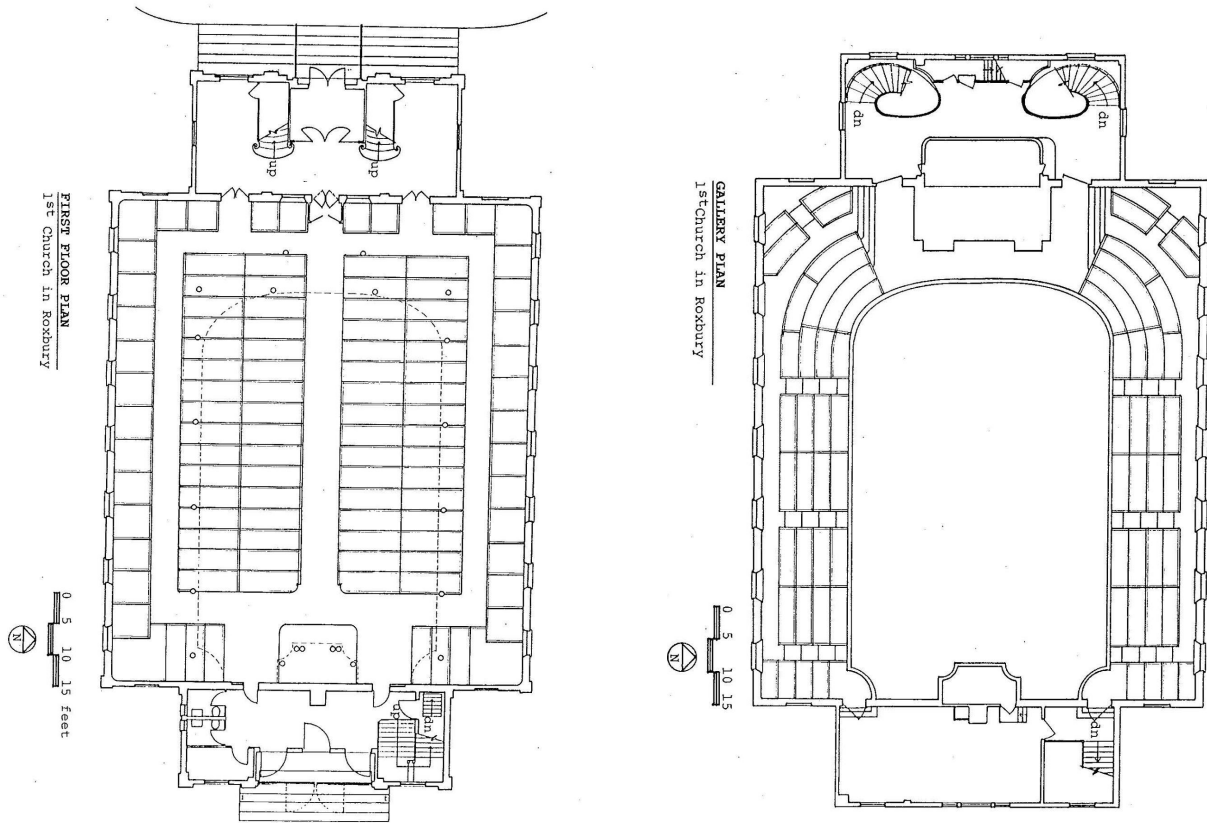 FIRST FLOOR PLAN
1st Church in Roxbury
up
up
up
dn
0 5 10 15 feet
N
GALLERY PLAN
1stChurch in Roxbury
dn
dn
dn
0 5 10 15
N